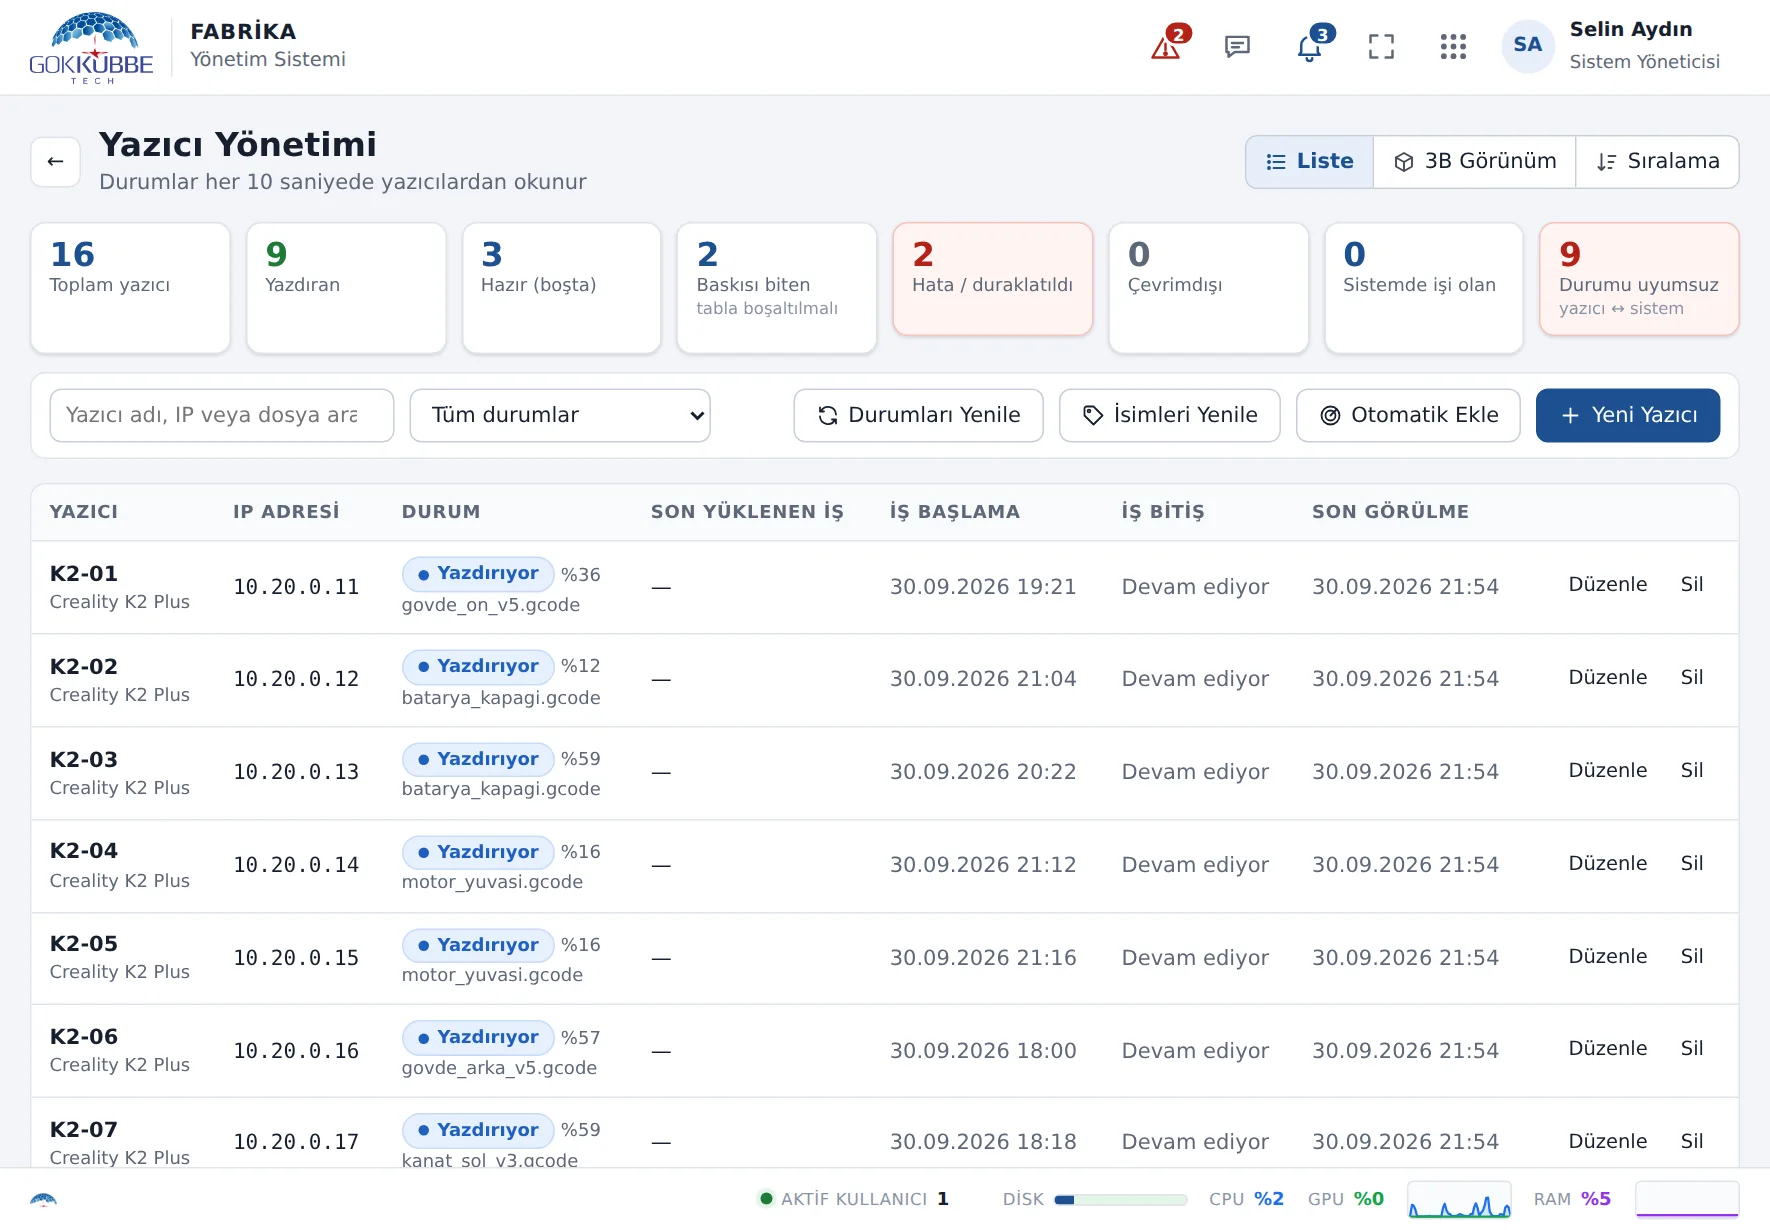 GÖKKUBBE
TECH
FABRİKA
Yönetim Sistemi
2
3
SA
Selin Aydın
Sistem Yöneticisi
←
Yazıcı Yönetimi
Durumlar her 10 saniyede yazıcılardan okunur
Liste
3B Görünüm
Sıralama
16
Toplam yazıcı
9
Yazdıran
3
Hazır (boşta)
2
Baskısı biten
tabla boşaltılmalı
2
Hata / duraklatıldı
0
Çevrimdışı
0
Sistemde işi olan
9
Durumu uyumsuz
yazıcı ↔ sistem
Yazıcı adı, IP veya dosya ara
Tüm durumlar
Durumları Yenile
İsimleri Yenile
Otomatik Ekle
+ Yeni Yazıcı
YAZICI IP ADRESİ DURUM SON YÜKLENEN İŞ İŞ BAŞLAMA İŞ BİTİŞ SON GÖRÜLME
K2-01
Creality K2 Plus
10.20.0.11
Yazdırıyor %36
govde_on_v5.gcode
—
30.09.2026 19:21
Devam ediyor
30.09.2026 21:54
Düzenle
Sil
K2-02
Creality K2 Plus
10.20.0.12
Yazdırıyor %12
batarya_kapagi.gcode
—
30.09.2026 21:04
Devam ediyor
30.09.2026 21:54
Düzenle
Sil
K2-03
Creality K2 Plus
10.20.0.13
Yazdırıyor %59
batarya_kapagi.gcode
—
30.09.2026 20:22
Devam ediyor
30.09.2026 21:54
Düzenle
Sil
K2-04
Creality K2 Plus
10.20.0.14
Yazdırıyor %16
motor_yuvasi.gcode
—
30.09.2026 21:12
Devam ediyor
30.09.2026 21:54
Düzenle
Sil
K2-05
Creality K2 Plus
10.20.0.15
Yazdırıyor %16
motor_yuvasi.gcode
—
30.09.2026 21:16
Devam ediyor
30.09.2026 21:54
Düzenle
Sil
K2-06
Creality K2 Plus
10.20.0.16
Yazdırıyor %57
govde_arka_v5.gcode
—
30.09.2026 18:00
Devam ediyor
30.09.2026 21:54
Düzenle
Sil
K2-07
Creality K2 Plus
10.20.0.17
Yazdırıyor %59
kanat_sol_v3.gcode
—
30.09.2026 18:18
Devam ediyor
30.09.2026 21:54
Düzenle
Sil
AKTİF KULLANICI 1
DİSK
CPU %2
GPU %0
RAM %5